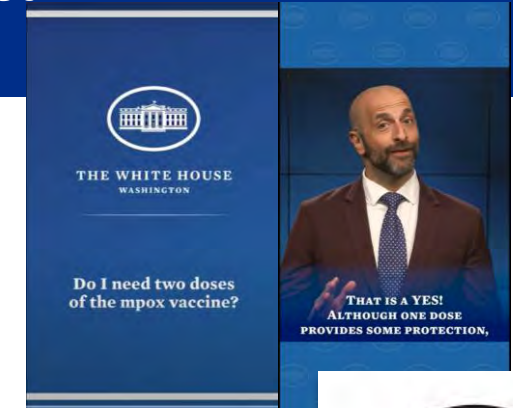 THE WHITE HOUSE
WASHINGTON
Do I need two doses
of the mpox vaccine?
THAT IS A YES!
ALTHOUGH ONE DOSE
PROVIDES SOME PROTECTION,